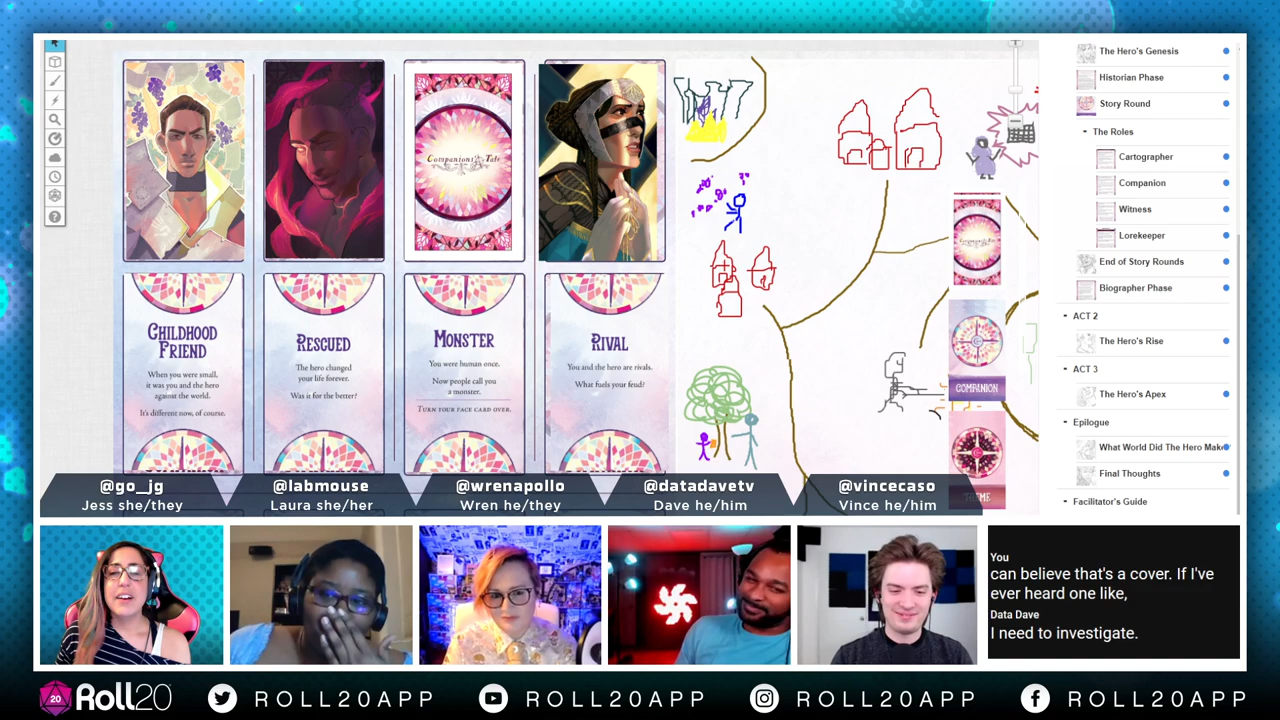 Companions' Tale
CHILDHOOD
FRIEND
When you were small,
it was you and the hero
against the world.
It's different now, of course.
RESCUED
The hero changed
your life forever.
Was it for the better?
MONSTER
You were human once.
Now people call you
a monster.
TURN YOUR FACE CARD OVER.
RIVAL
You and the hero are rivals.
What fuels your feud?
Companions' Tale
COMPANION
THEME
The Hero's Genesis
Historian Phase
Story Round
The Roles
Cartographer
Companion
Witness
Lorekeeper
End of Story Rounds
Biographer Phase
ACT 2
The Hero's Rise
ACT 3
The Hero's Apex
Epilogue
What World Did The Hero Make
Final Thoughts
Facilitator's Guide
@go_jg
Jess she/they
@labmouse
Laura she/her
@wrenapollo
Wren he/they
@datadavetv
Dave he/him
@vincecaso
Vince he/him
You
can believe that's a cover. If I've
ever heard one like,
Data Dave
I need to investigate.
20
Roll20
ROLL20APP
ROLL20APP
ROLL20APP
ROLL20APP